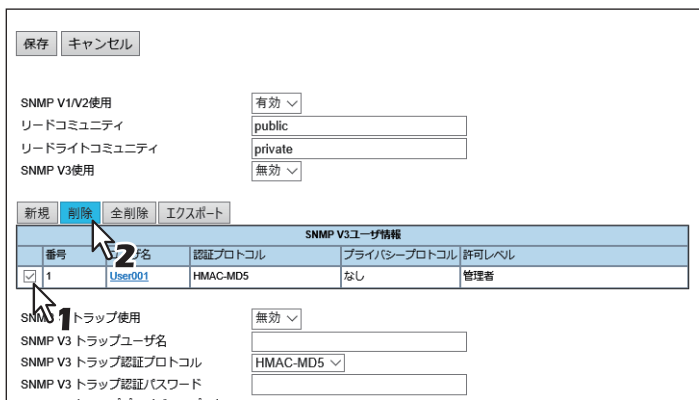 保存 キャンセル
SNMP V1/V2使用 有効
リードコミュニティ public
リードライトコミュニティ private
SNMP V3使用 無効
新規 削除 全削除 エクスポート
SNMP V3ユーザ情報
番号 ザ名 認証プロトコル プライバシープロトコル 許可レベル
1 User001 HMAC-MD5 なし 管理者
2
1
SNM トラップ使用 無効
SNMP V3 トラップユーザ名
SNMP V3 トラップ認証プロトコル HMAC-MD5
SNMP V3 トラップ認証パスワード